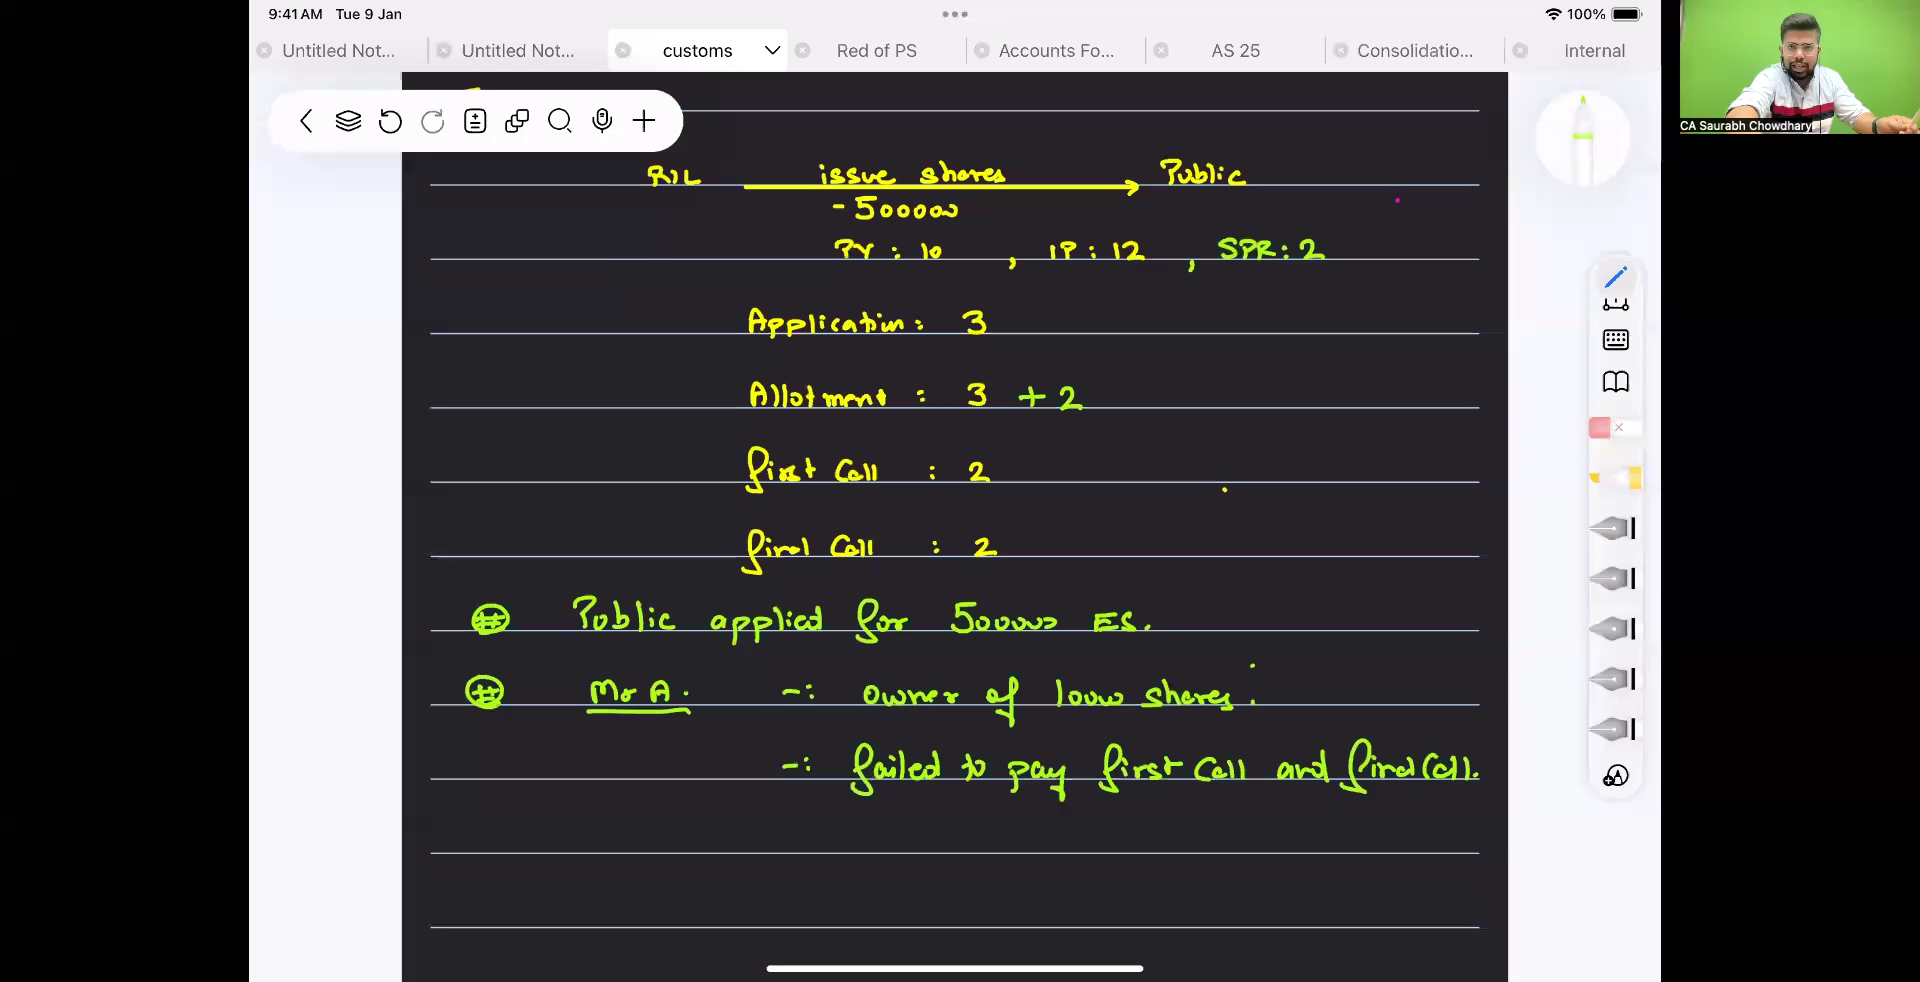 9:41 AM Tue 9 Jan
100%
Untitled Not... Untitled Not... customs Red of PS Accounts Fo... AS 25 Consolidatio... Internal
CA Saurabh Chowdhary
RIL issue shares Public
- 500000
PV : 10 , IP : 12 , SPR : 2
Application : 3
Allotment : 3 + 2
First Call : 2
Final Call : 2
# Public applied for 500000 ES.
# Mr A. -: owner of 1000 shares.
-: failed to pay first call and final call.